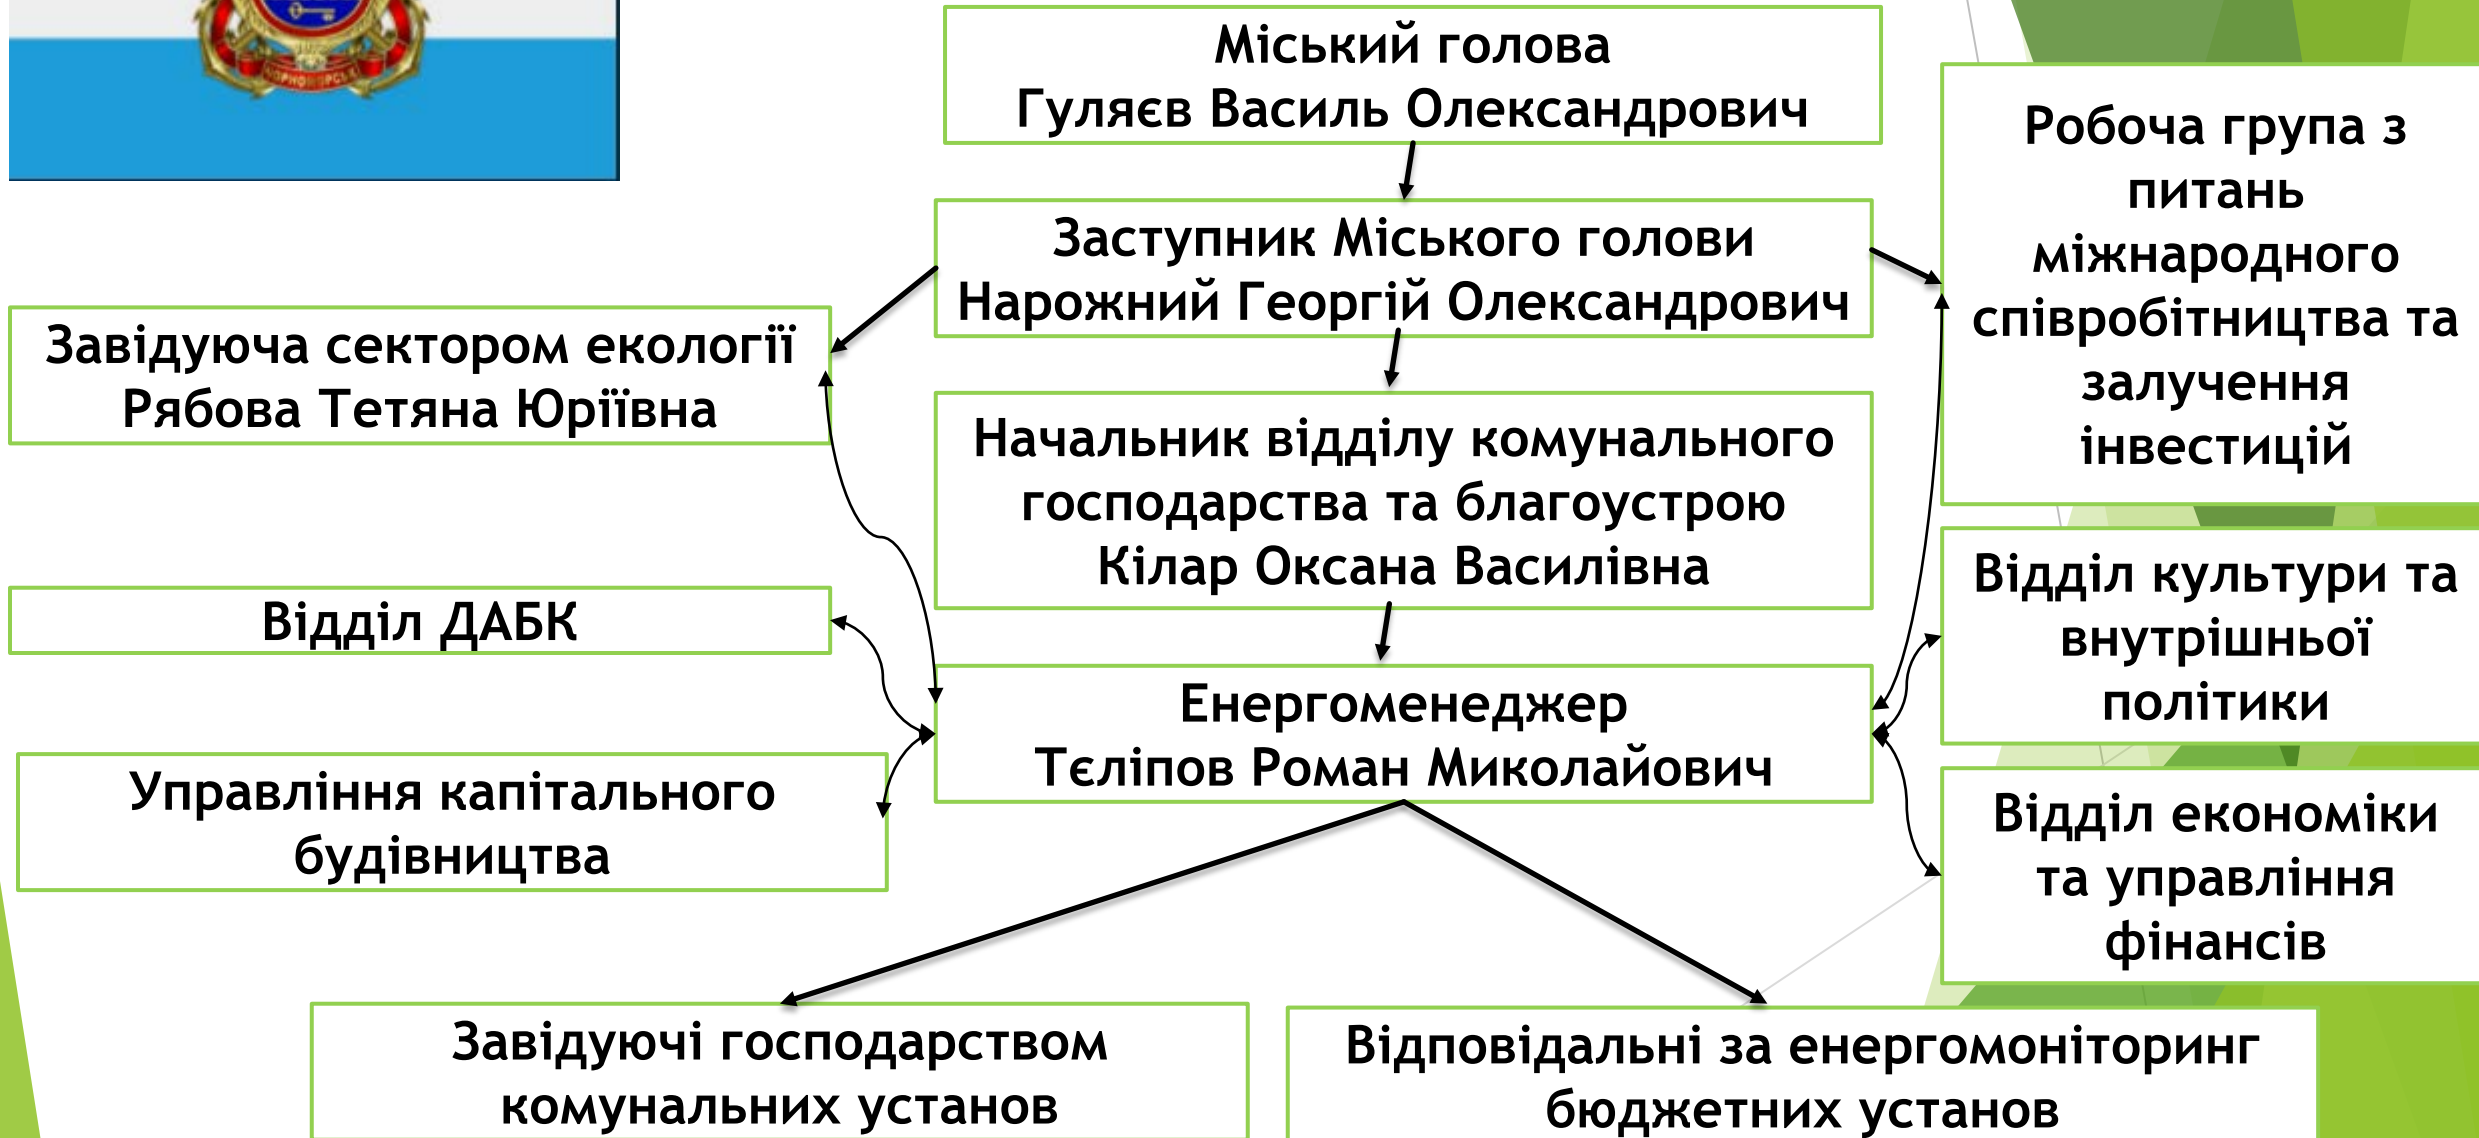 ЧОРНОМОРСЬК
Міський голова
Гуляєв Василь Олександрович
Заступник Міського голови
Нарожний Георгій Олександрович
Робоча група з
питань
міжнародного
співробітництва та
залучення
інвестицій
Завідуюча сектором екології
Рябова Тетяна Юріївна
Начальник відділу комунального
господарства та благоустрою
Кілар Оксана Василівна
Відділ ДАБК
Відділ культури та
внутрішньої
політики
Енергоменеджер
Тєліпов Роман Миколайович
Управління капітального
будівництва
Відділ економіки
та управління
фінансів
Завідуючі господарством
комунальних установ
Відповідальні за енергомоніторинг
бюджетних установ